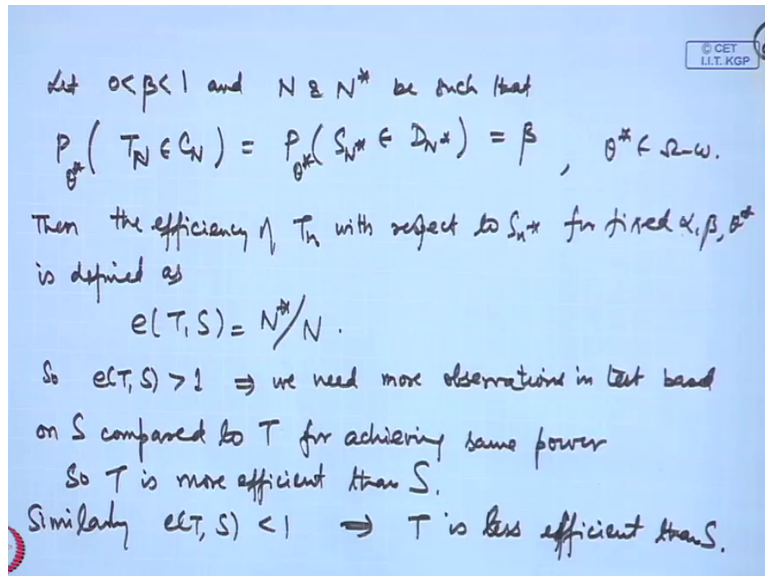 © CET
I.I.T. KGP
Let 0<β<1 and N & N* be such that
P_θ*( T_N ∈ C_N ) = P_θ*( S_N* ∈ D_N* ) = β , θ* ∈ Ω-ω.
Then the efficiency of T_n with respect to S_n* for fixed α, β, θ*
is defined as
e(T,S) = N*/N .
So e(T,S) > 1 ⇒ we need more observations in test based
on S compared to T for achieving same power
So T is more efficient than S.
Similarly e(T,S) < 1 ⇒ T is less efficient than S.